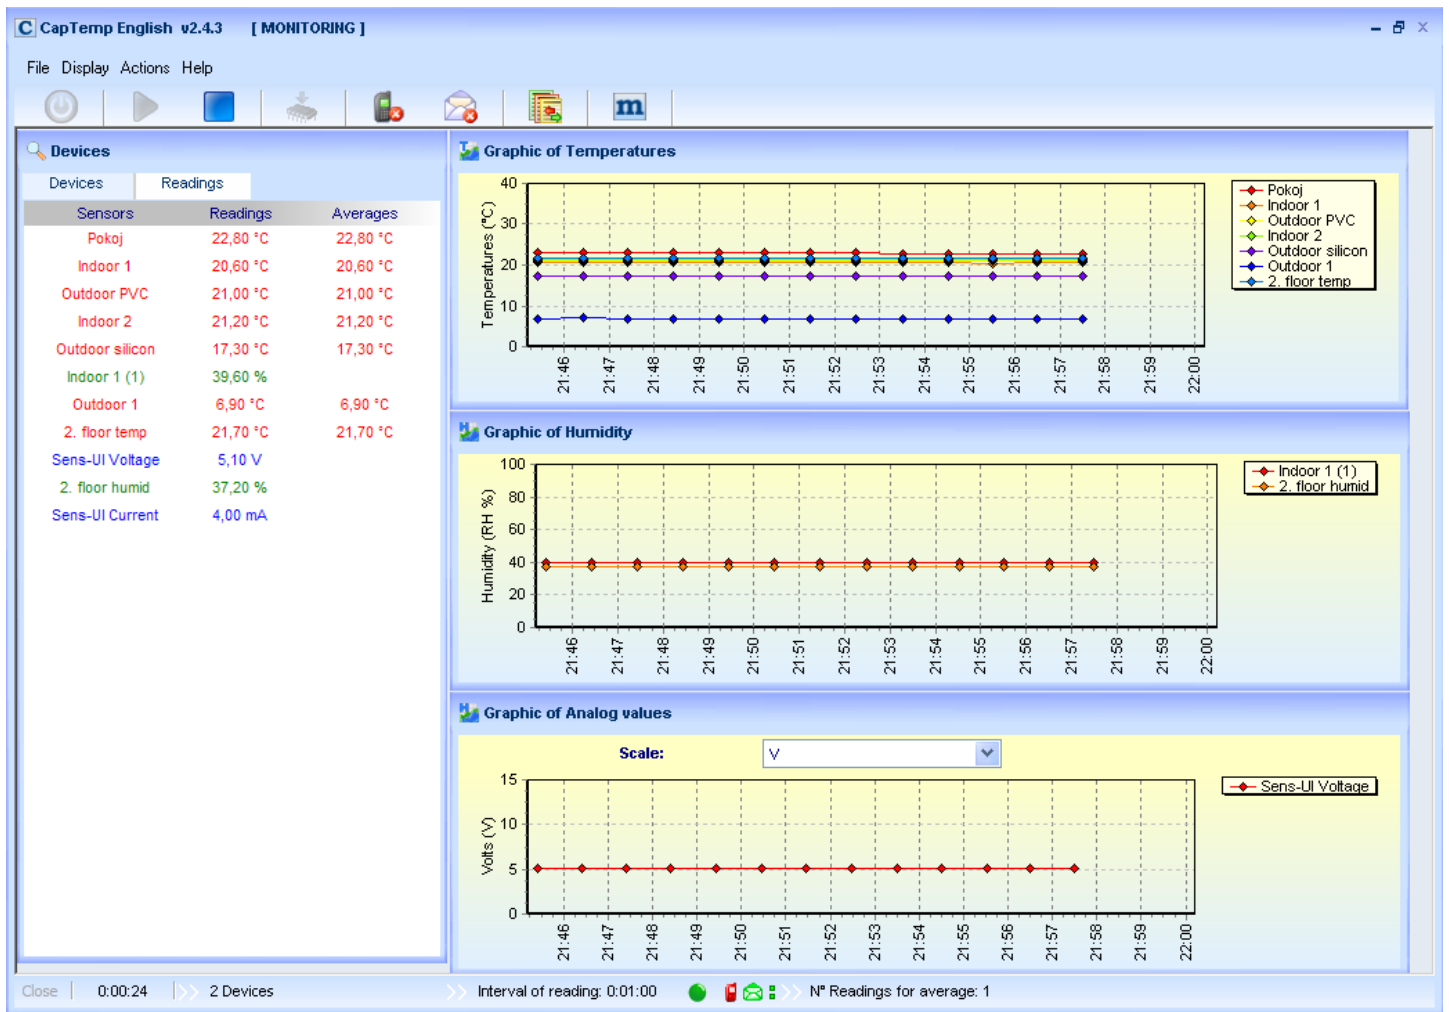 C CapTemp English v2.4.3 [ MONITORING ]
File Display Actions Help
m
Devices
Devices Readings
Sensors Readings Averages
Pokoj 22,80 °C 22,80 °C
Indoor 1 20,60 °C 20,60 °C
Outdoor PVC 21,00 °C 21,00 °C
Indoor 2 21,20 °C 21,20 °C
Outdoor silicon 17,30 °C 17,30 °C
Indoor 1 (1) 39,60 %
Outdoor 1 6,90 °C 6,90 °C
2. floor temp 21,70 °C 21,70 °C
Sens-UI Voltage 5,10 V
2. floor humid 37,20 %
Sens-UI Current 4,00 mA
Graphic of Temperatures
Temperatures (°C)
40
30
20
10
0
21:46 21:47 21:48 21:49 21:50 21:51 21:52 21:53 21:54 21:55 21:56 21:57 21:58 21:59 22:00
Pokoj
Indoor 1
Outdoor PVC
Indoor 2
Outdoor silicon
Outdoor 1
2. floor temp
Graphic of Humidity
Humidity (RH %)
100
80
60
40
20
0
21:46 21:47 21:48 21:49 21:50 21:51 21:52 21:53 21:54 21:55 21:56 21:57 21:58 21:59 22:00
Indoor 1 (1)
2. floor humid
Graphic of Analog values
Scale: V
Volts (V)
15
10
5
0
21:46 21:47 21:48 21:49 21:50 21:51 21:52 21:53 21:54 21:55 21:56 21:57 21:58 21:59 22:00
Sens-UI Voltage
Close 0:00:24 2 Devices Interval of reading: 0:01:00 Nº Readings for average: 1